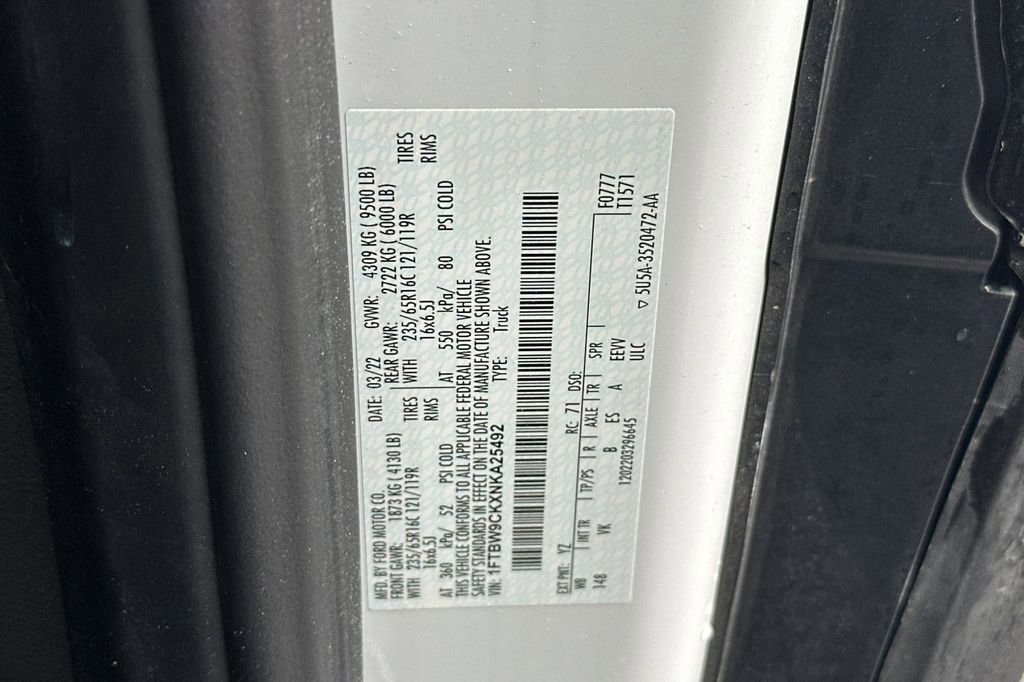 MFD. BY FORD MOTOR CO.
DATE: 03/22 GVWR: 4309 KG ( 9500 LB)
FRONT GAWR: 1873 KG ( 4130 LB) REAR GAWR: 2722 KG ( 6000 LB)
WITH 235/65R16C 121/119R TIRES WITH 235/65R16C 121/119R TIRES
16x6.5J RIMS 16x6.5J RIMS
AT 360 kPa/ 52 PSI COLD AT 550 kPa/ 80 PSI COLD
THIS VEHICLE CONFORMS TO ALL APPLICABLE FEDERAL MOTOR VEHICLE
SAFETY STANDARDS IN EFFECT ON THE DATE OF MANUFACTURE SHOWN ABOVE.
VIN: 1FTBW9CKXNKA25492 TYPE: Truck
EXT PNT: YZ RC: 71 DSO: F0777
WB INT TR TP/PS R AXLE TR SPR T1571
148 VK B ES A EEVV
1202203296645 ULC
▽ 5U5A-3520472-AA